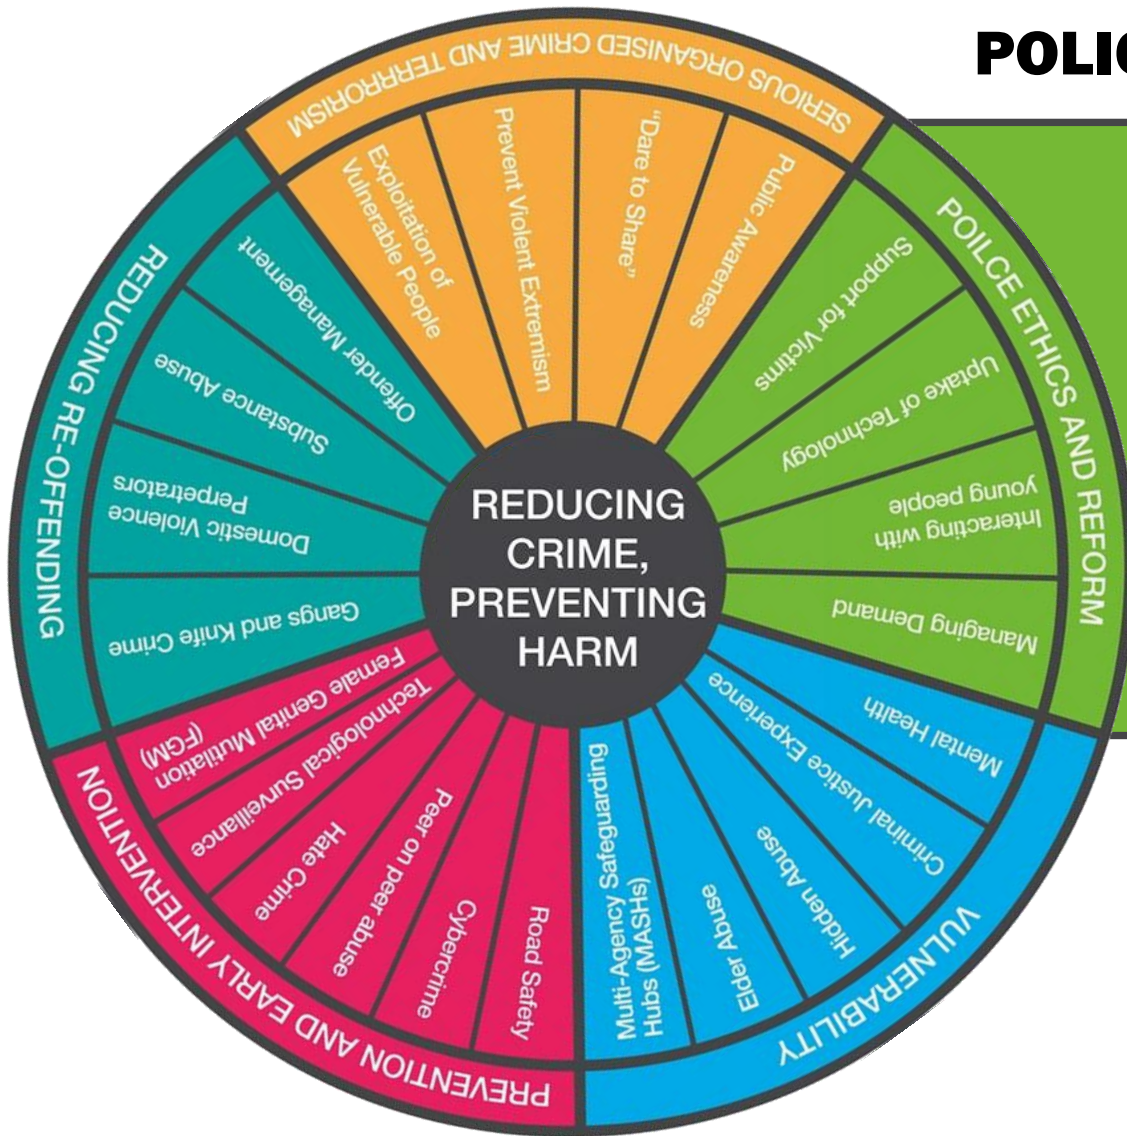 POLIC
SERIOUS ORGANISED CRIME AND TERRRORISM
Exploitation of
Vulnerable People
Prevent Violent Extremism
"Dare to Share"
Public Awareness
POILCE ETHICS AND REFORM
Support for Victims
Uptake of Technology
Interacting with
young people
Managing Demand
VULNERABILITY
Mental Health
Criminal Justice Experience
Hidden Abuse
Elder Abuse
Multi-Agency Safeguarding
Hubs (MASHs)
PREVENTION AND EARLY INTERVENTION
Road Safety
Cybercrime
Peer on peer abuse
Hate Crime
Technological Surveillance
Female Genital Mutilation
(FGM)
REDUCING RE-OFFENDING
Gangs and Knife Crime
Domestic Violence
Perpetrators
Substance Abuse
Offender Management
REDUCING
CRIME,
PREVENTING
HARM